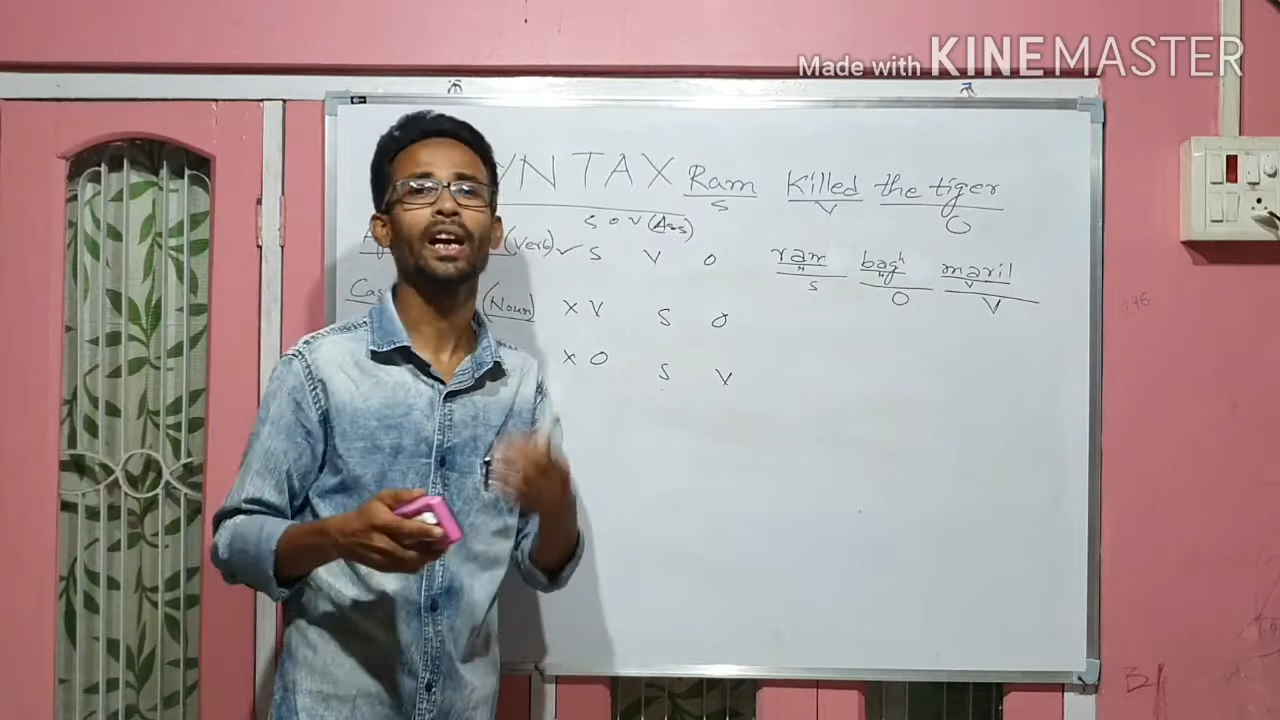 Made with KINEMASTER
YNTAX Ram killed the tiger
S V O
S O V (Ass)
(Verb) ✓ S V O
ram bagʰ maril
N N V
S O V
Cas (Noun) X V S O
X O S V